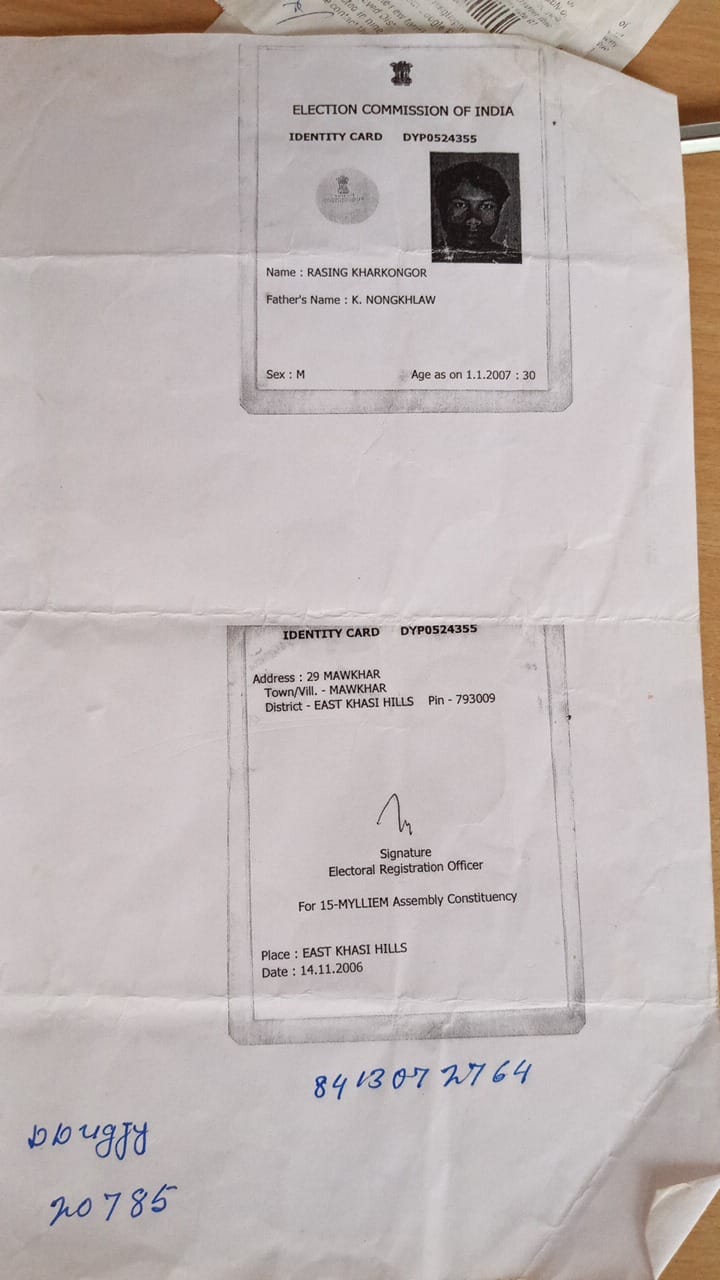 ELECTION COMMISSION OF INDIA
IDENTITY CARD DYP0524355
Name : RASING KHARKONGOR
Father's Name : K. NONGKHLAW
Sex : M Age as on 1.1.2007 : 30
IDENTITY CARD DYP0524355
Address : 29 MAWKHAR
Town/Vill. - MAWKHAR
District - EAST KHASI HILLS Pin - 793009
Signature
Electoral Registration Officer
For 15-MYLLIEM Assembly Constituency
Place : EAST KHASI HILLS
Date : 14.11.2006
8413072764
20785